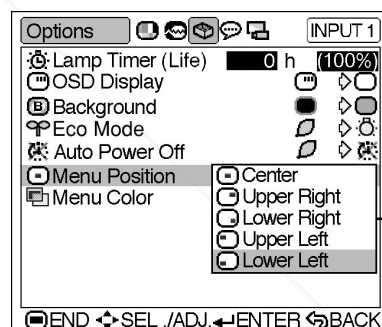 Options INPUT 1
Lamp Timer (Life) 0 h (100%)
OSD Display
B Background
Eco Mode
Auto Power Off
Menu Position
Center
Menu Color
Upper Right
Lower Right
Upper Left
Lower Left
END SEL ./ADJ. ENTER BACK